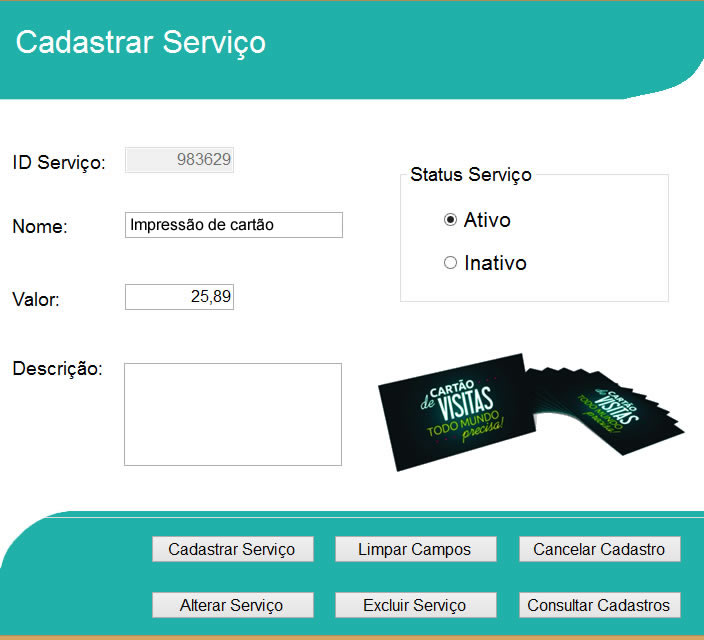 Cadastrar Serviço
ID Serviço: 983629
Status Serviço
Nome: Impressão de cartão
Ativo
Inativo
Valor: 25,89
Descrição:
CARTÃO
de VISITAS
TODO MUNDO
precisa!
CARTÃO
de VISITAS
TODO MUNDO
precisa!
Cadastrar Serviço Limpar Campos Cancelar Cadastro
Alterar Serviço Excluir Serviço Consultar Cadastros